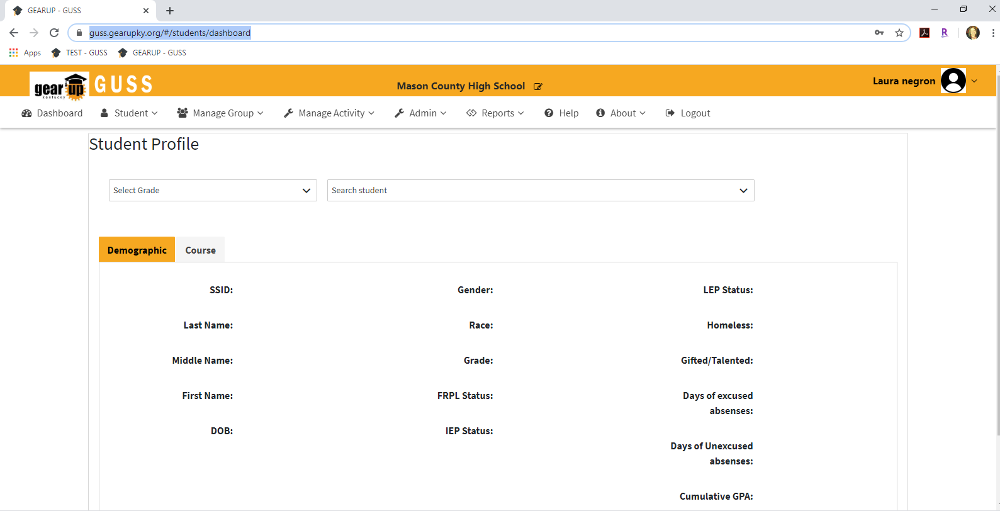 GEARUP - GUSS
guss.gearupky.org/#/students/dashboard
Apps TEST - GUSS GEARUP - GUSS
gear up kentucky GUSS
Mason County High School
Laura negron
Dashboard Student Manage Group Manage Activity Admin Reports Help About Logout
Student Profile
Select Grade Search student
Demographic Course
SSID: Gender: LEP Status:
Last Name: Race: Homeless:
Middle Name: Grade: Gifted/Talented:
First Name: FRPL Status: Days of excused
absenses:
DOB: IEP Status:
Days of Unexcused
absenses:
Cumulative GPA: